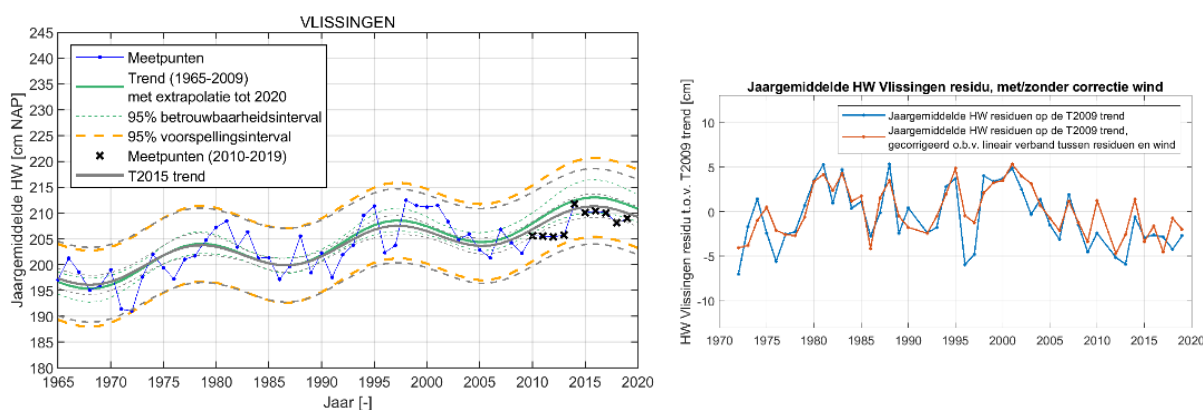 VLISSINGEN
Jaargemiddelde HW [cm NAP]
245
240
235
230
225
220
215
210
205
200
195
190
185
180
Meetpunten
Trend (1965-2009)
met extrapolatie tot 2020
95% betrouwbaarheidsinterval
95% voorspellingsinterval
Meetpunten (2010-2019)
T2015 trend
1965 1970 1975 1980 1985 1990 1995 2000 2005 2010 2015 2020
Jaar [-]
Jaargemiddelde HW Vlissingen residu, met/zonder correctie wind
HW Vlissingen residu t.o.v. T2009 trend [cm]
10
5
0
-5
-10
Jaargemiddelde HW residuen op de T2009 trend
Jaargemiddelde HW residuen op de T2009 trend,
gecorrigeerd o.b.v. lineair verband tussen residuen en wind
1970 1975 1980 1985 1990 1995 2000 2005 2010 2015 2020